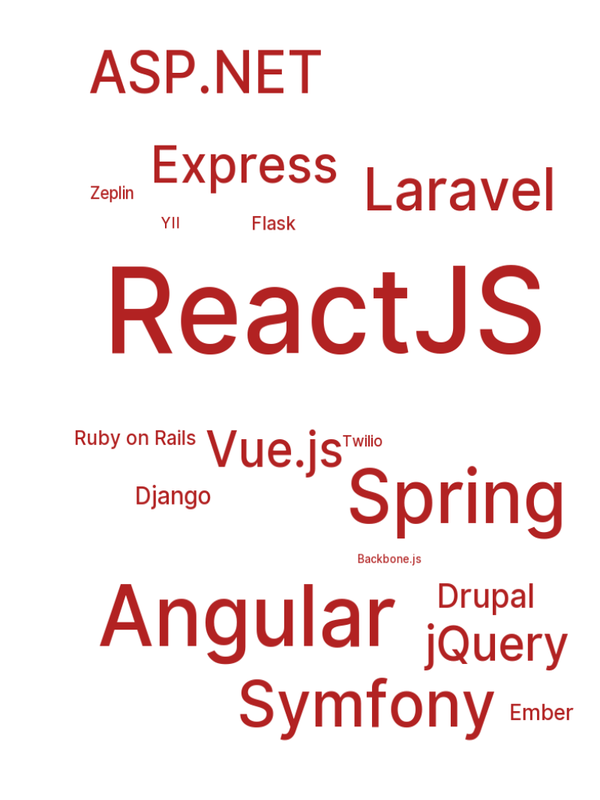 ASP.NET
Express
Laravel
Zeplin
YII
Flask
ReactJS
Ruby on Rails
Vue.js
Twilio
Django
Spring
Backbone.js
Angular
Drupal
jQuery
Symfony
Ember